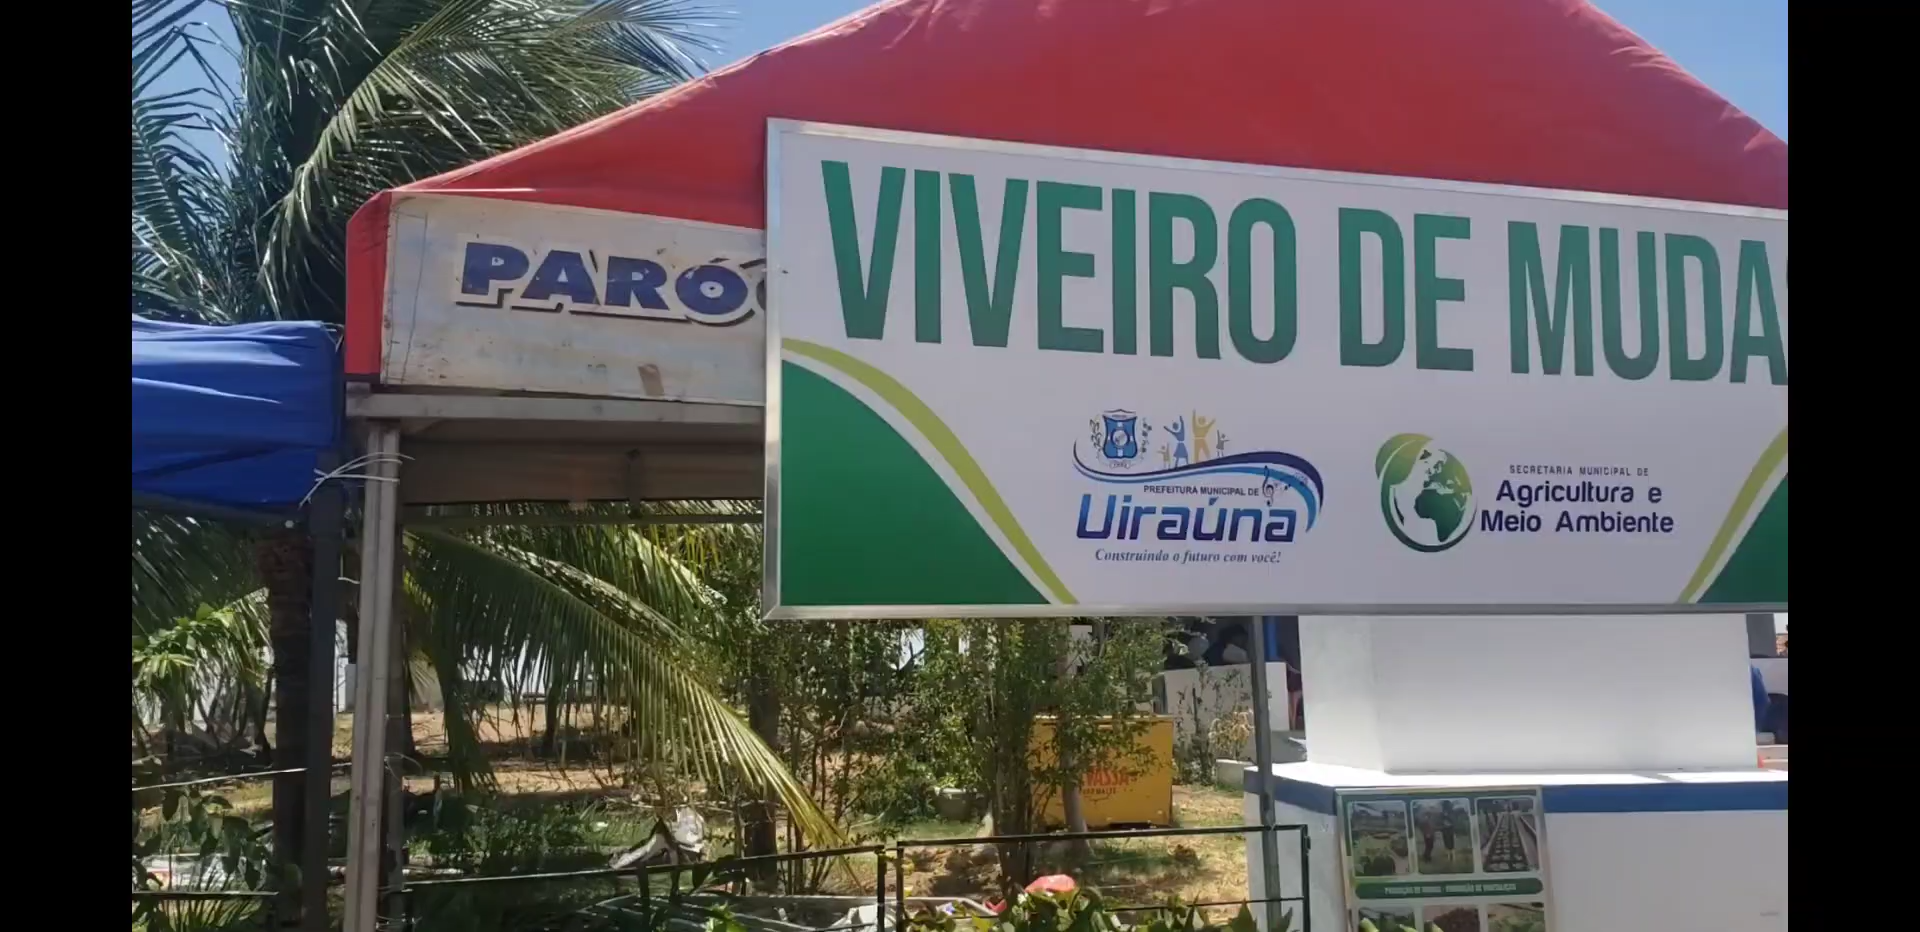 PARÓ
VIVEIRO DE MUDA
PREFEITURA MUNICIPAL DE
Uiraúna
Construindo o futuro com você!
SECRETARIA MUNICIPAL DE
Agricultura e
Meio Ambiente